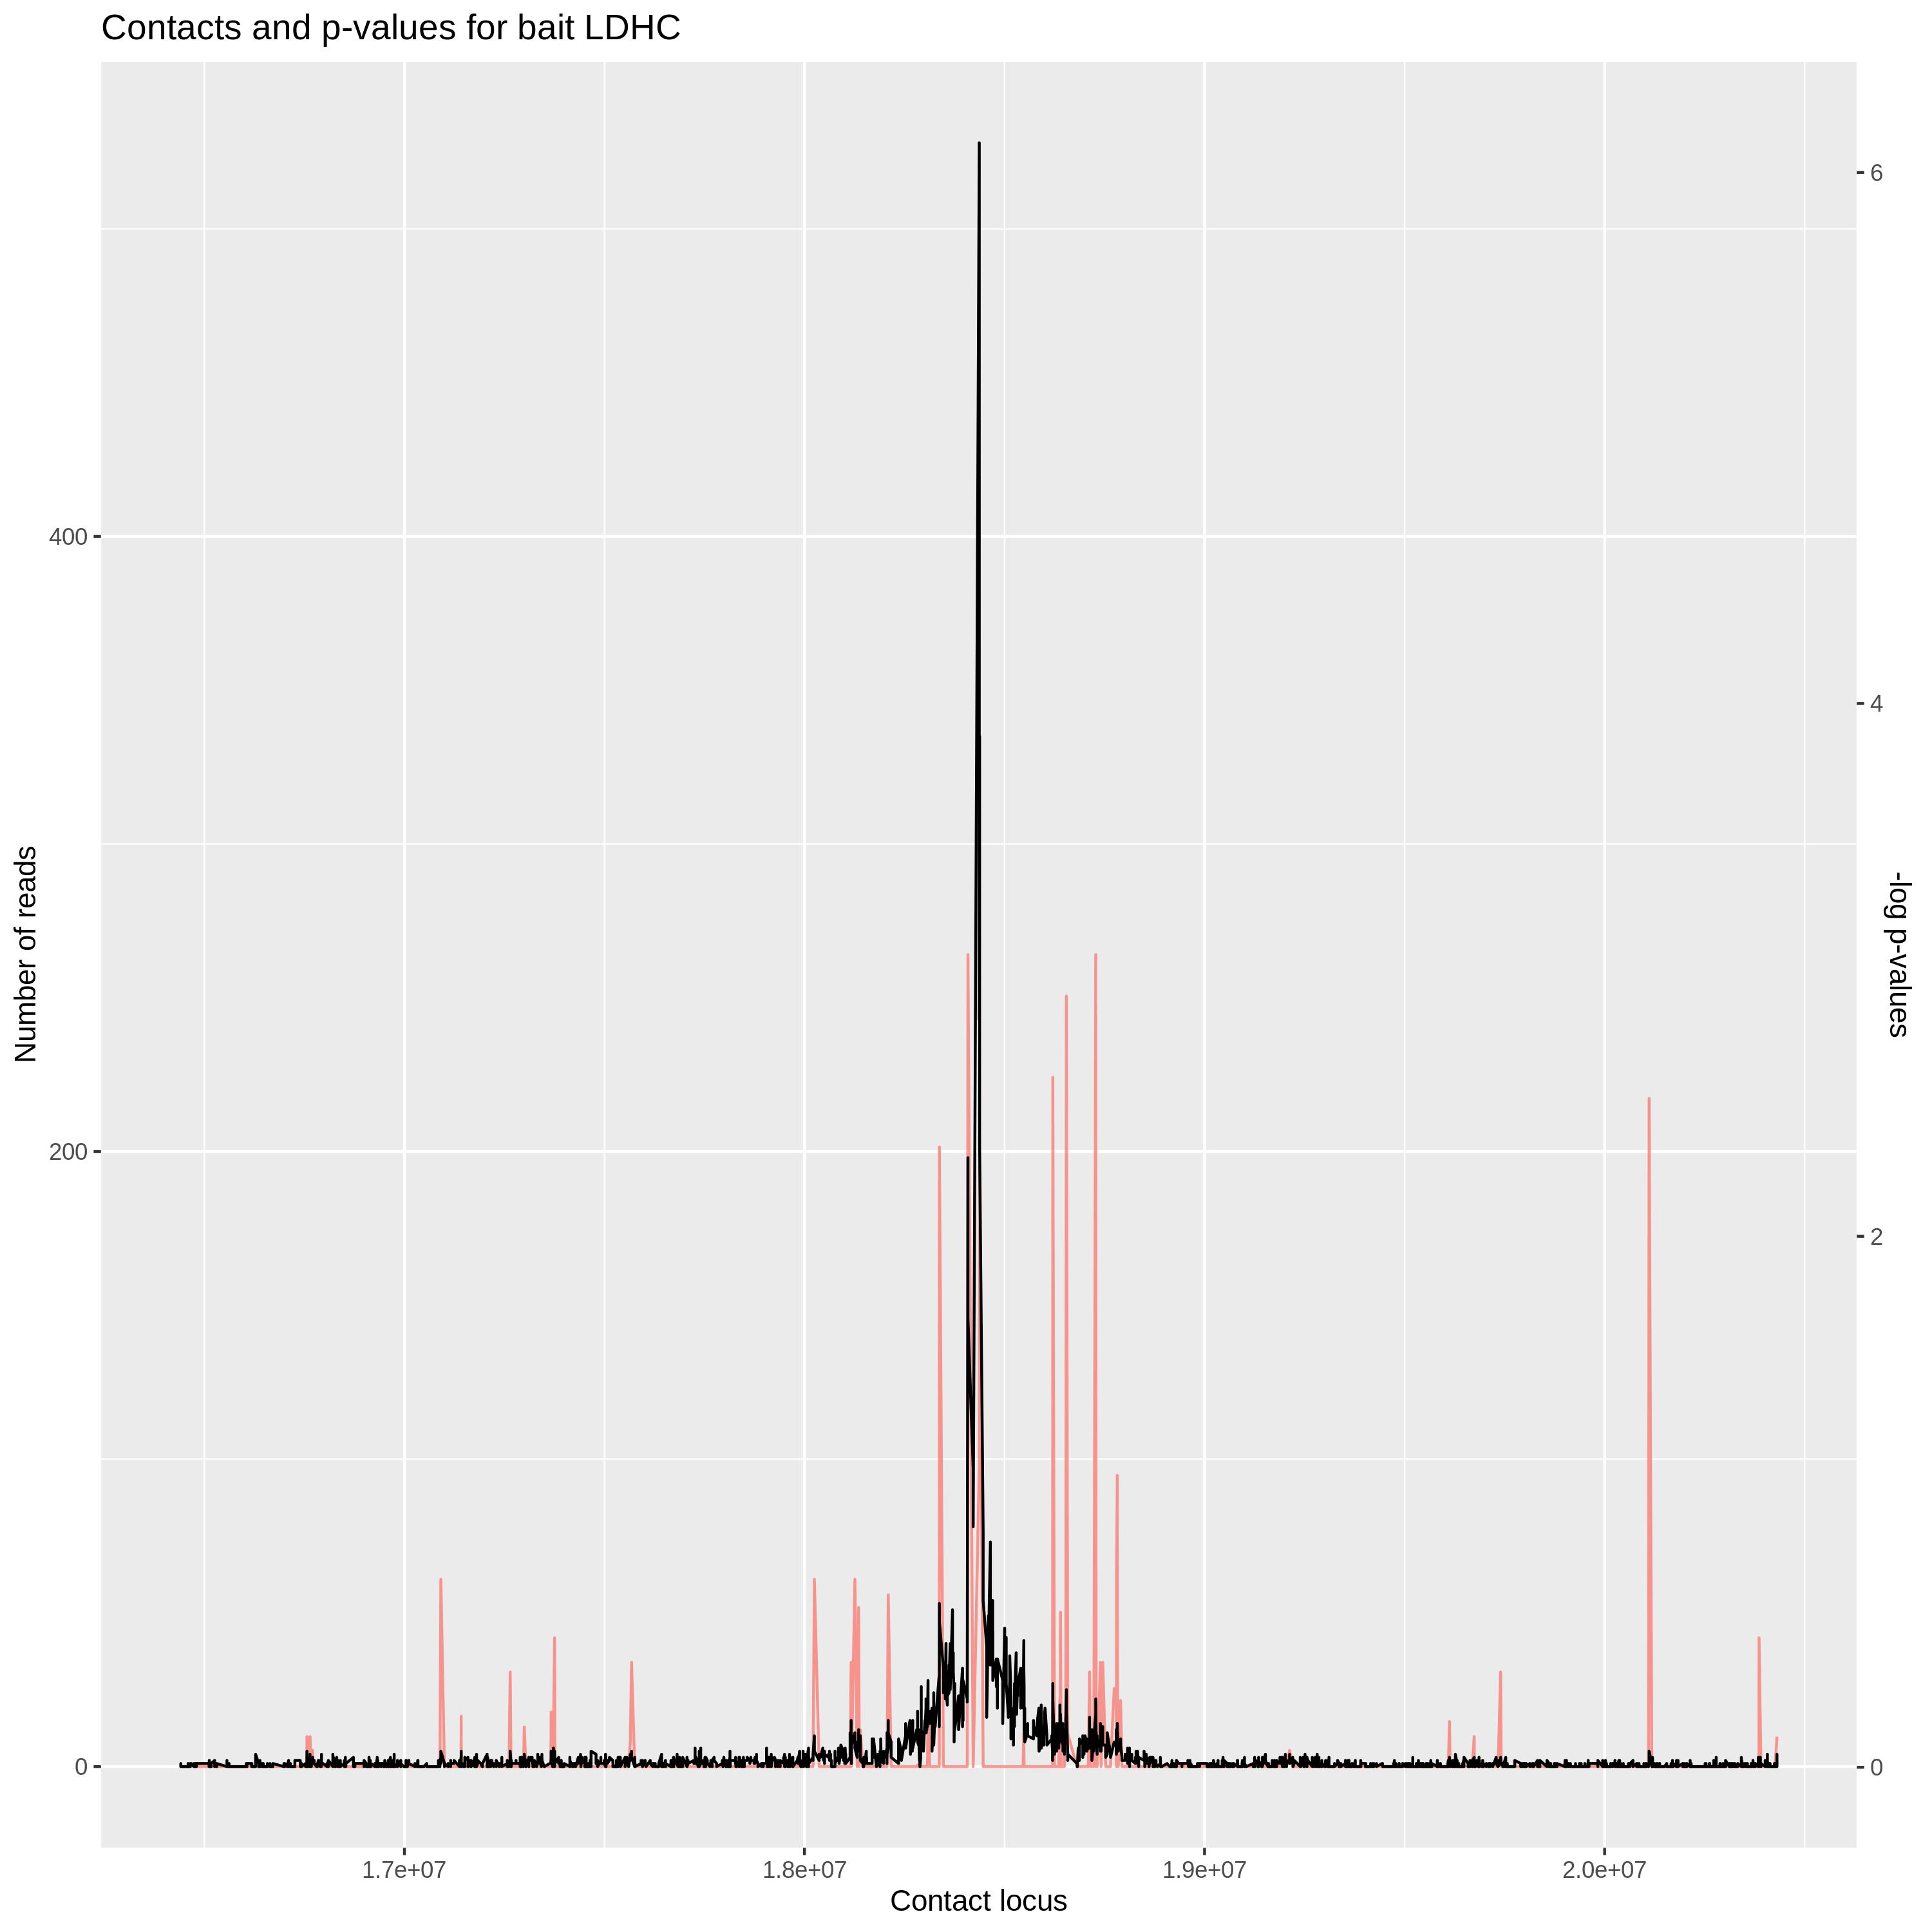 Contacts and p-values for bait LDHC
Number of reads
400
200
0
6
4
2
0
-log p-values
1.7e+07
1.8e+07
1.9e+07
2.0e+07
Contact locus